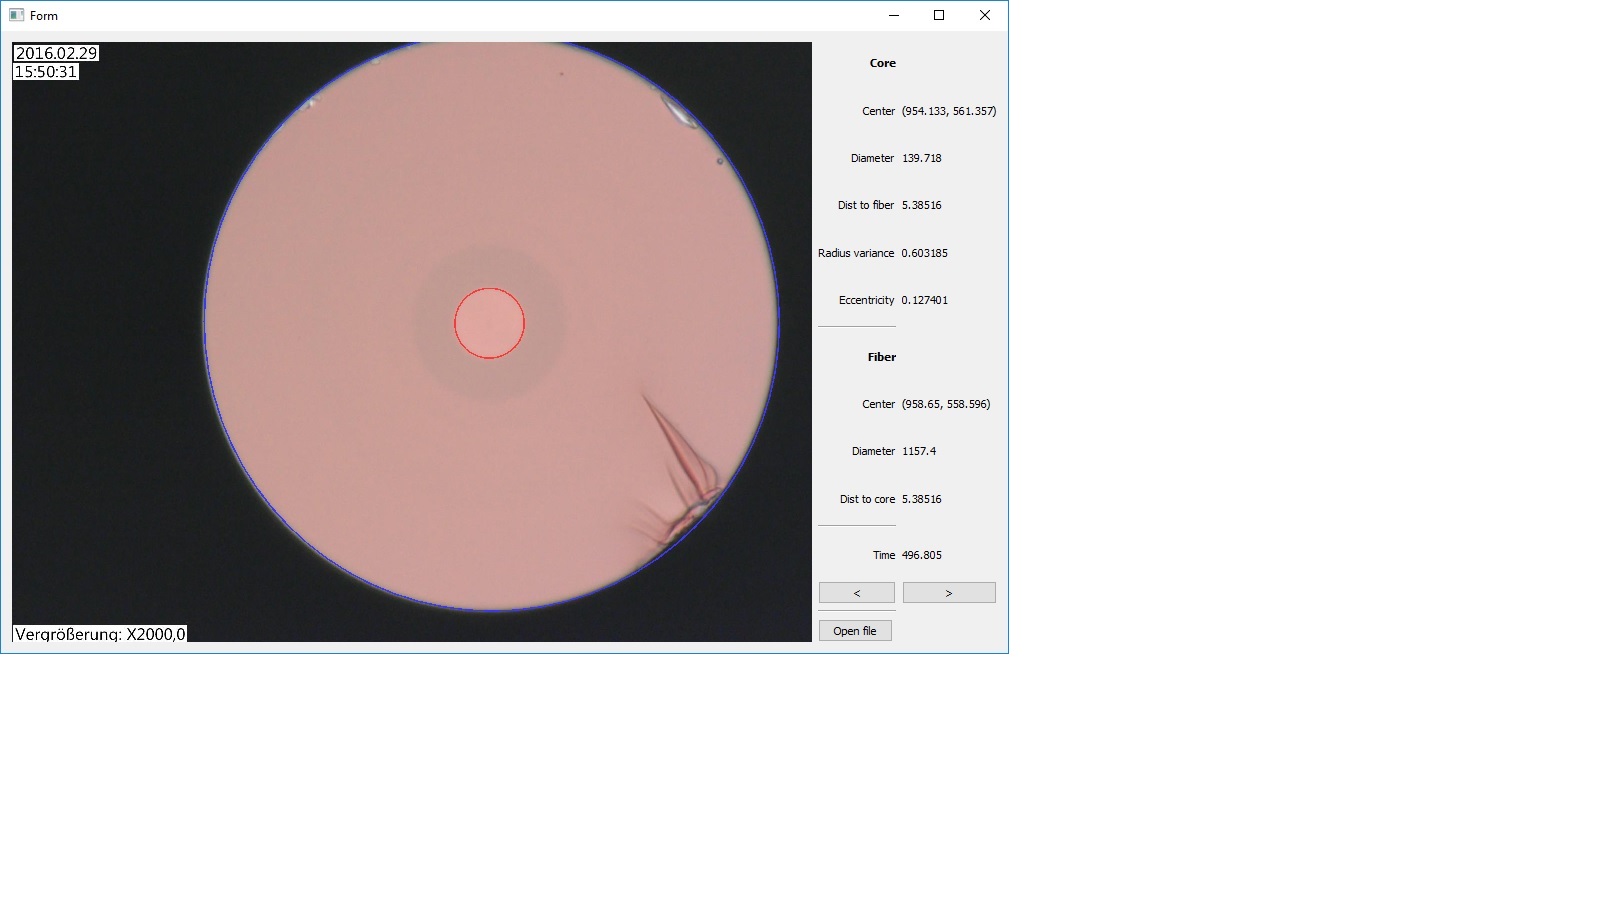 Form
2016.02.29
15:50:31
Vergrößerung: X2000,0
Core
Center (954.133, 561.357)
Diameter 139.718
Dist to fiber 5.38516
Radius variance 0.603185
Eccentricity 0.127401
Fiber
Center (958.65, 558.596)
Diameter 1157.4
Dist to core 5.38516
Time 496.805
< >
Open file